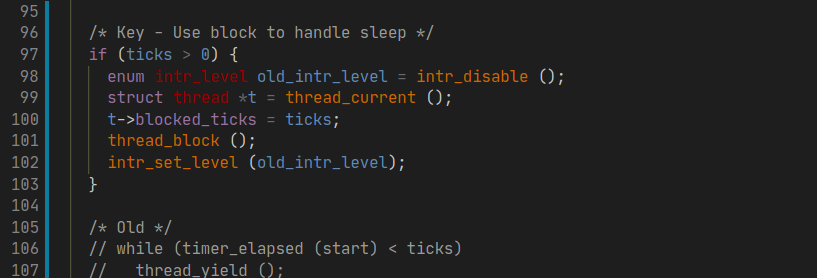 95
96 /* Key - Use block to handle sleep */
97 if (ticks > 0) {
98 enum intr_level old_intr_level = intr_disable ();
99 struct thread *t = thread_current ();
100 t->blocked_ticks = ticks;
101 thread_block ();
102 intr_set_level (old_intr_level);
103 }
104
105 /* Old */
106 // while (timer_elapsed (start) < ticks)
107 //   thread_yield ();